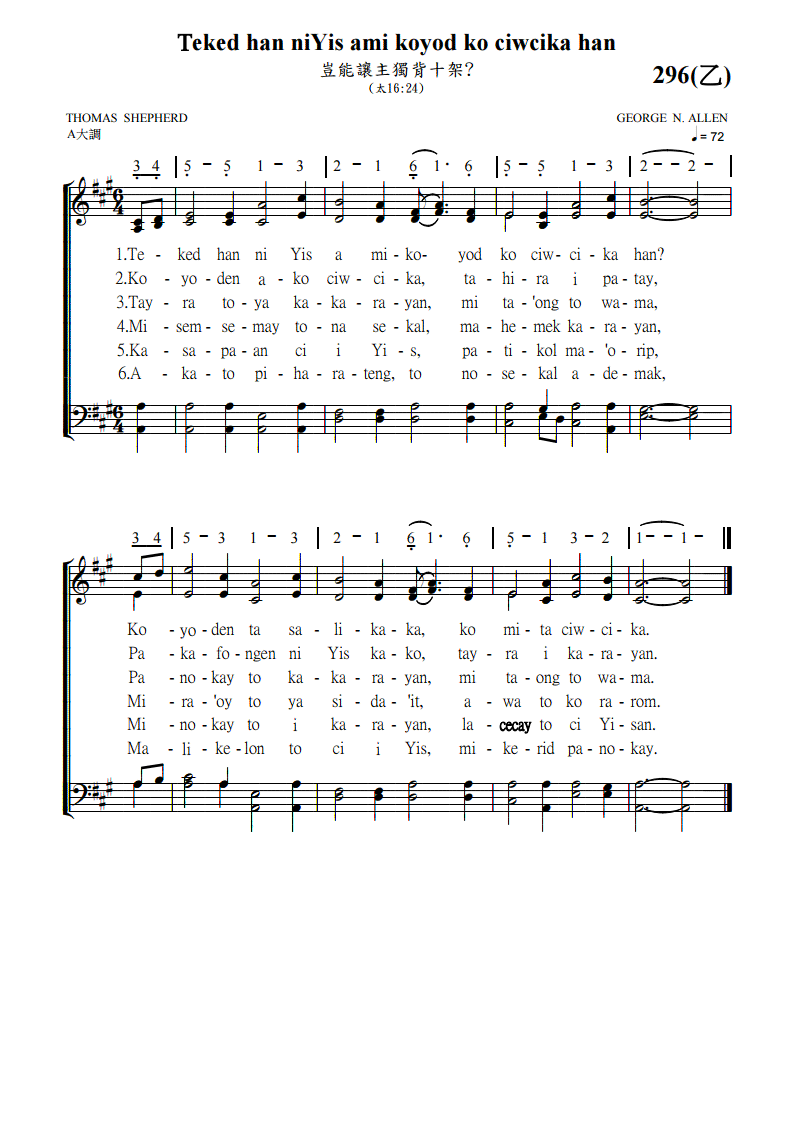 Teked han niYis ami koyod ko ciwcika han
豈能讓主獨背十架?
296(乙)
(太16:24)
THOMAS SHEPHERD
GEORGE N. ALLEN
A大調
♩ = 72
3 4 | 5 - 5 1 - 3 | 2 - 1 6 1· 6 | 5 - 5 1 - 3 | 2 - - 2 - |
1.Te - ked han ni Yis a mi - ko- yod ko ciw - ci - ka han?
2.Ko - yo - den a - ko ciw - ci - ka, ta - hi - ra i pa - tay,
3.Tay - ra to - ya ka - ka - ra - yan, mi ta - 'ong to wa - ma,
4.Mi - sem - se - may to - na se - kal, ma - he - mek ka - ra - yan,
5.Ka - sa - pa - an ci i Yi - s, pa - ti - kol ma - 'o - rip,
6.A - ka - to pi - ha - ra - teng, to no - se - kal a - de - mak,
3 4 | 5 - 3 1 - 3 | 2 - 1 6 1· 6 | 5 - 1 3 - 2 | 1 - - 1 -
Ko - yo - den ta sa - li - ka - ka, ko mi - ta ciw - ci - ka.
Pa - ka - fo - ngen ni Yis ka - ko, tay - ra i ka - ra - yan.
Pa - no - kay to ka - ka - ra - yan, mi ta - ong to wa - ma.
Mi - ra - 'oy to ya si - da - 'it, a - wa to ko ra - rom.
Mi - no - kay to i ka - ra - yan, la - cecay to ci Yi - san.
Ma - li - ke - lon to ci i Yis, mi - ke - rid pa - no - kay.